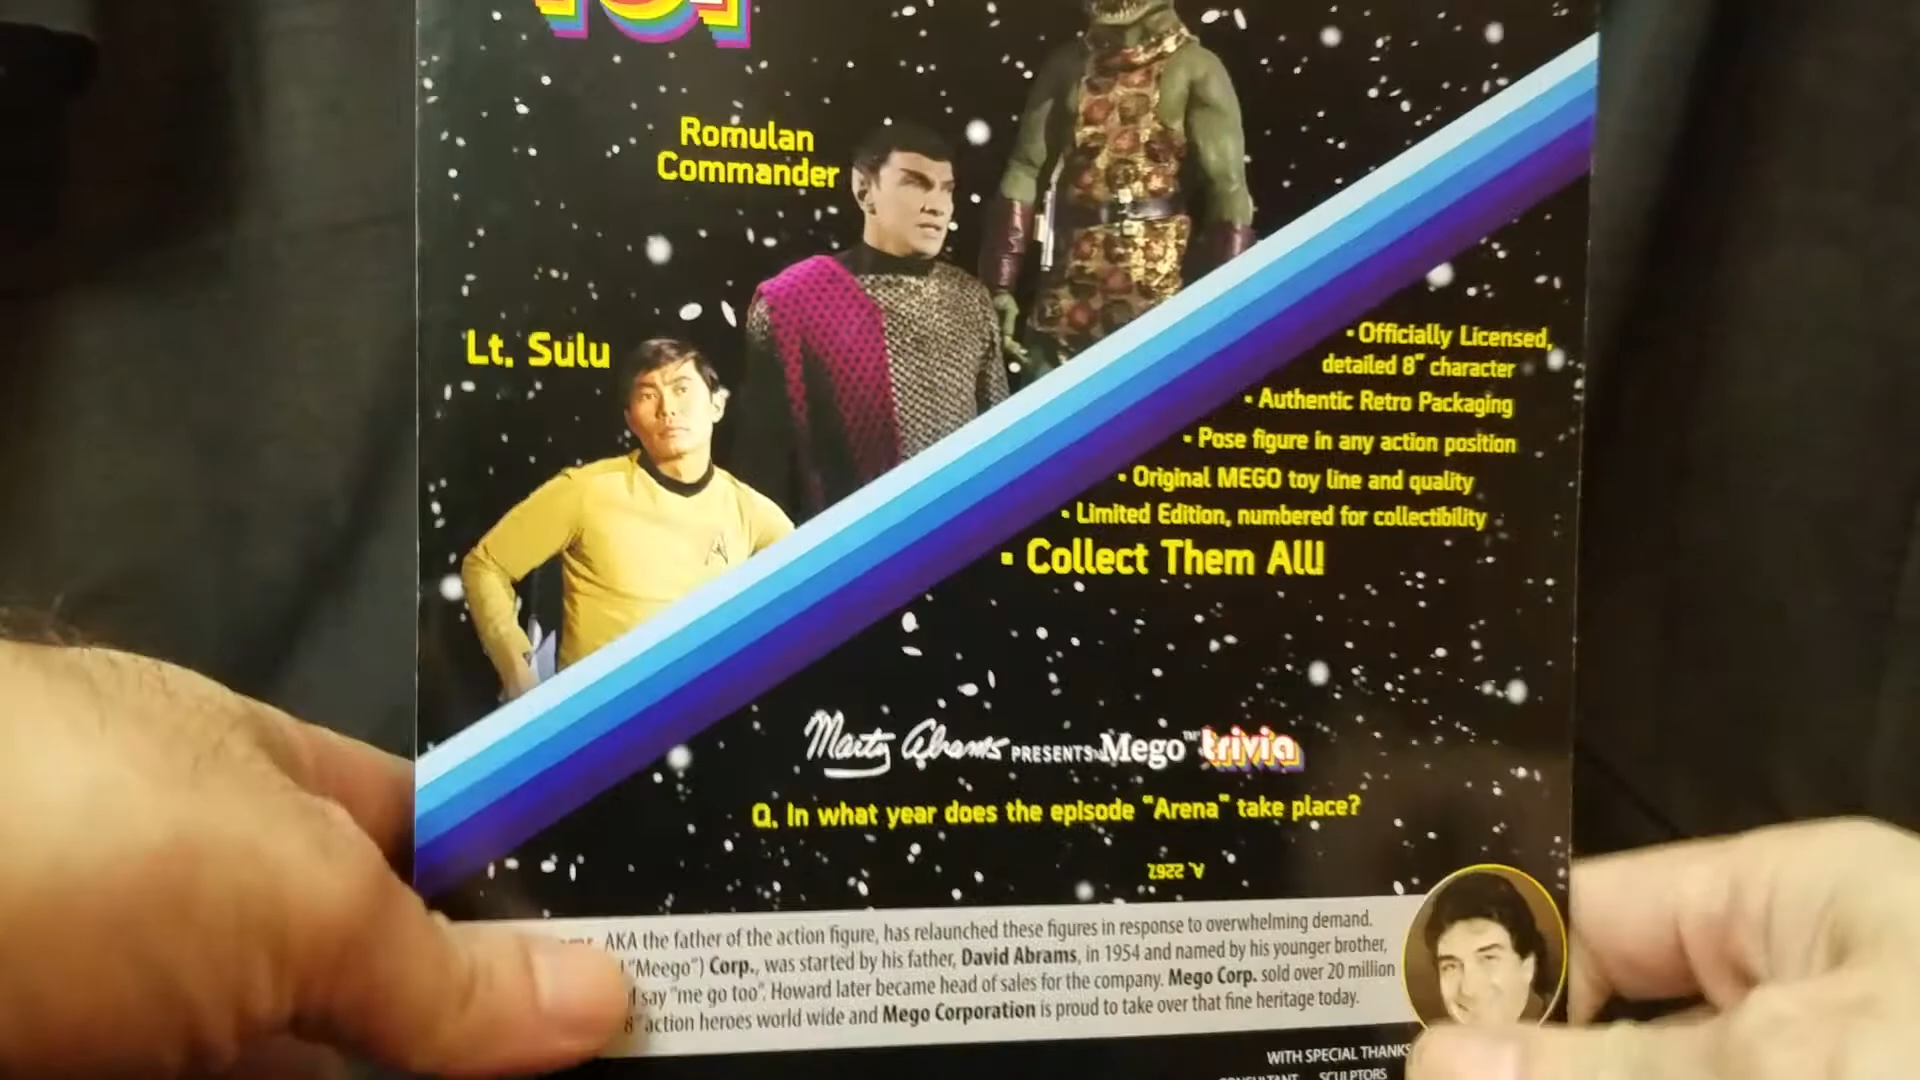 Romulan
Commander
Lt. Sulu
• Officially Licensed,
detailed 8" character
• Authentic Retro Packaging
• Pose figure in any action position
• Original MEGO toy line and quality
• Limited Edition, numbered for collectibility
• Collect Them All!
Marty Abrams PRESENTS Mego™ trivia
Q. In what year does the episode "Arena" take place?
A. 2267
AKA the father of the action figure, has relaunched these figures in response to overwhelming demand.
"Meego") Corp., was started by his father, David Abrams, in 1954 and named by his younger brother,
say "me go too". Howard later became head of sales for the company. Mego Corp. sold over 20 million
8" action heroes world wide and Mego Corporation is proud to take over that fine heritage today.
WITH SPECIAL THANKS
SCULPTORS